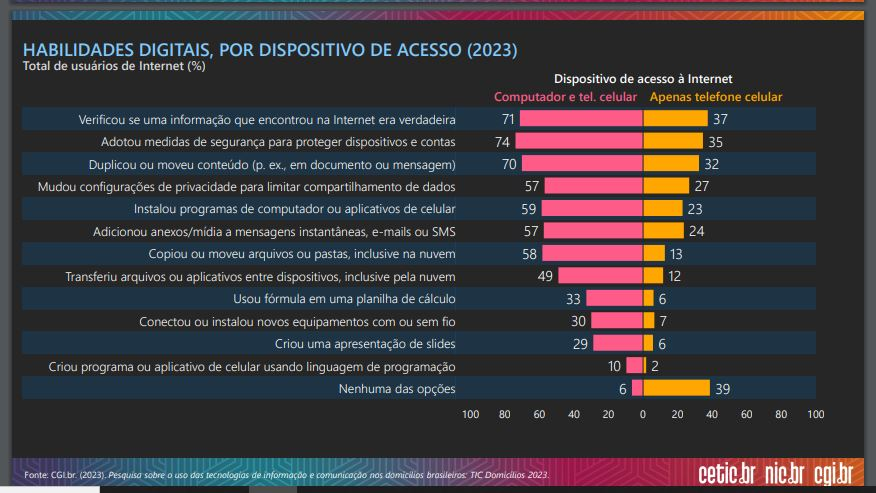 HABILIDADES DIGITAIS, POR DISPOSITIVO DE ACESSO (2023)
Total de usuários de Internet (%)
Dispositivo de acesso à Internet
Computador e tel. celular Apenas telefone celular
Verificou se uma informação que encontrou na Internet era verdadeira 71 37
Adotou medidas de segurança para proteger dispositivos e contas 74 35
Duplicou ou moveu conteúdo (p. ex., em documento ou mensagem) 70 32
Mudou configurações de privacidade para limitar compartilhamento de dados 57 27
Instalou programas de computador ou aplicativos de celular 59 23
Adicionou anexos/mídia a mensagens instantâneas, e-mails ou SMS 57 24
Copiou ou moveu arquivos ou pastas, inclusive na nuvem 58 13
Transferiu arquivos ou aplicativos entre dispositivos, inclusive pela nuvem 49 12
Usou fórmula em uma planilha de cálculo 33 6
Conectou ou instalou novos equipamentos com ou sem fio 30 7
Criou uma apresentação de slides 29 6
Criou programa ou aplicativo de celular usando linguagem de programação 10 2
Nenhuma das opções 6 39
100 80 60 40 20 0 20 40 60 80 100
Fonte: CGI.br. (2023). Pesquisa sobre o uso das tecnologias de informação e comunicação nos domicílios brasileiros: TIC Domicílios 2023.
cetic.br nic.br cgi.br